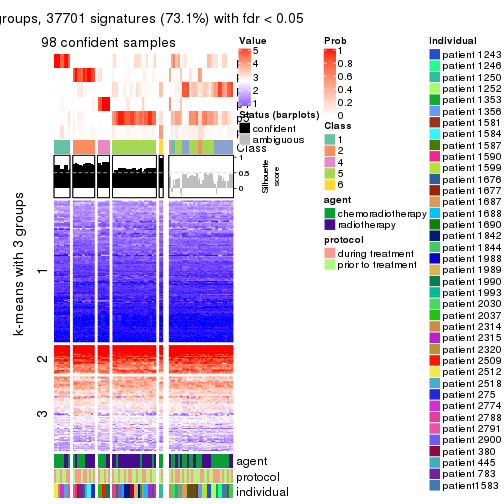 groups, 37701 signatures (73.1%) with fdr < 0.05
98 confident samples
k-means with 3 groups
1
2
3
Class
agent
protocol
individual
1
0.5
0
Silhouette
score
Value
5
4
3
2
1
Status (barplots)
confident
ambiguous
Prob
1
0.8
0.6
0.4
0.2
0
Class
1
2
4
5
6
agent
chemoradiotherapy
radiotherapy
protocol
during treatment
prior to treatment
individual
patient 1243
patient 1246
patient 1250
patient 1252
patient 1353
patient 1356
patient 1581
patient 1584
patient 1587
patient 1590
patient 1599
patient 1676
patient 1677
patient 1687
patient 1688
patient 1690
patient 1842
patient 1844
patient 1988
patient 1989
patient 1990
patient 1993
patient 2030
patient 2037
patient 2314
patient 2315
patient 2320
patient 2509
patient 2512
patient 2518
patient 275
patient 2774
patient 2788
patient 2791
patient 2900
patient 380
patient 445
patient 783
patient1583